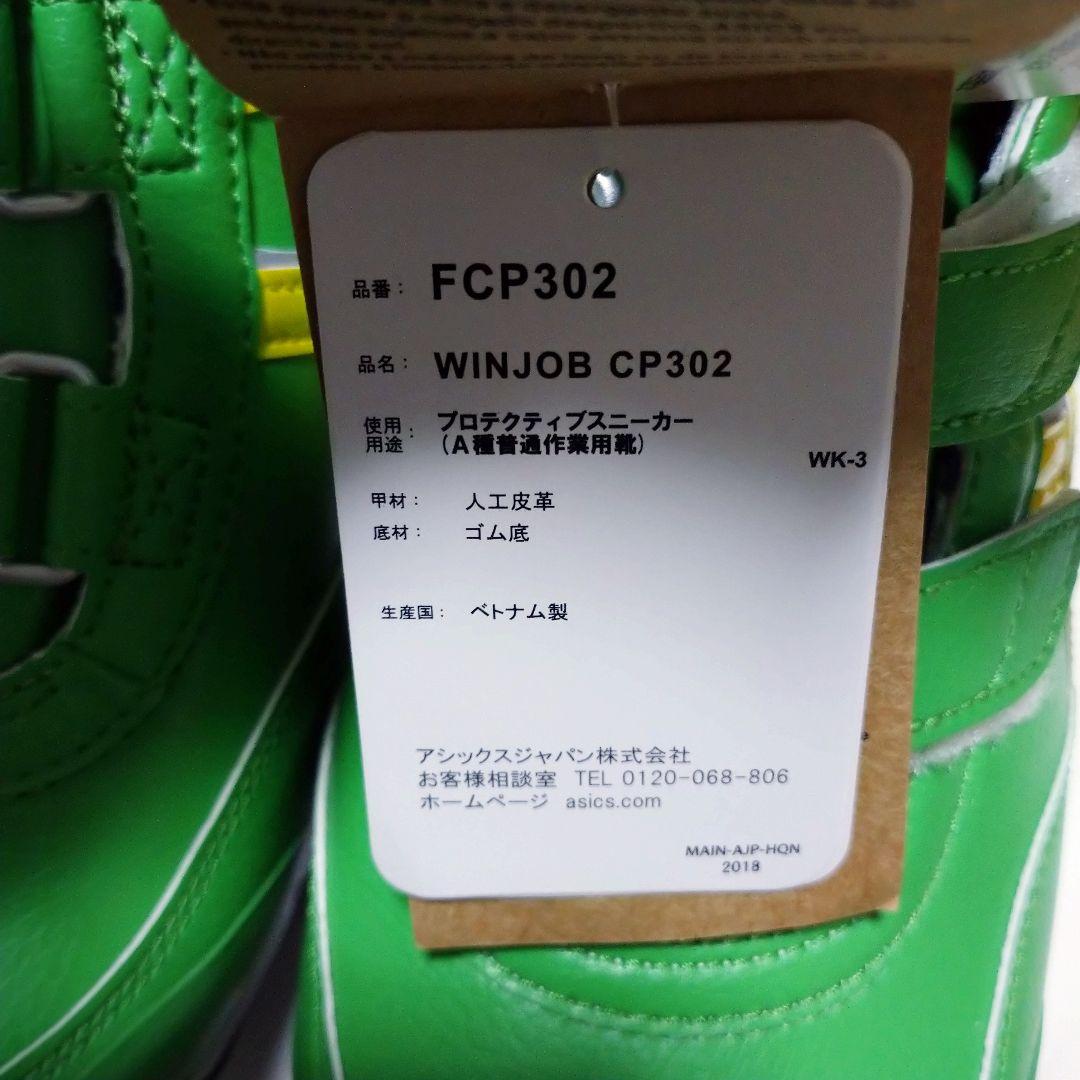 品番： FCP302
品名： WINJOB CP302
使用用途： プロテクティブスニーカー
（A種普通作業用靴）
WK-3
甲材： 人工皮革
底材： ゴム底
生産国： ベトナム製
アシックスジャパン株式会社
お客様相談室 TEL 0120-068-806
ホームページ asics.com
MAIN-AJP-HQN
2018